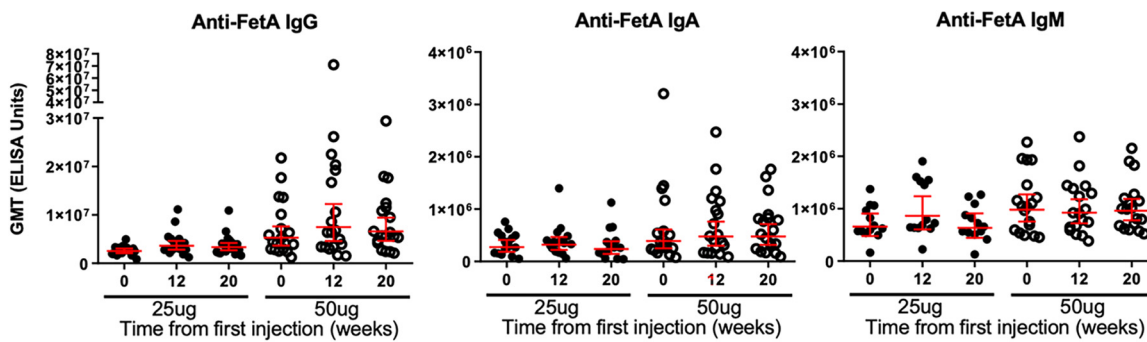 Anti-FetA IgG
Anti-FetA IgA
Anti-FetA IgM
GMT (ELISA Units)
8×10⁷
7×10⁷
6×10⁷
5×10⁷
4×10⁷
3×10⁷
2×10⁷
1×10⁷
0
0 12 20 0 12 20
25ug 50ug
Time from first injection (weeks)
4×10⁶
3×10⁶
2×10⁶
1×10⁶
0
0 12 20 0 12 20
25ug 50ug
Time from first injection (weeks)
4×10⁶
3×10⁶
2×10⁶
1×10⁶
0
0 12 20 0 12 20
25ug 50ug
Time from first injection (weeks)